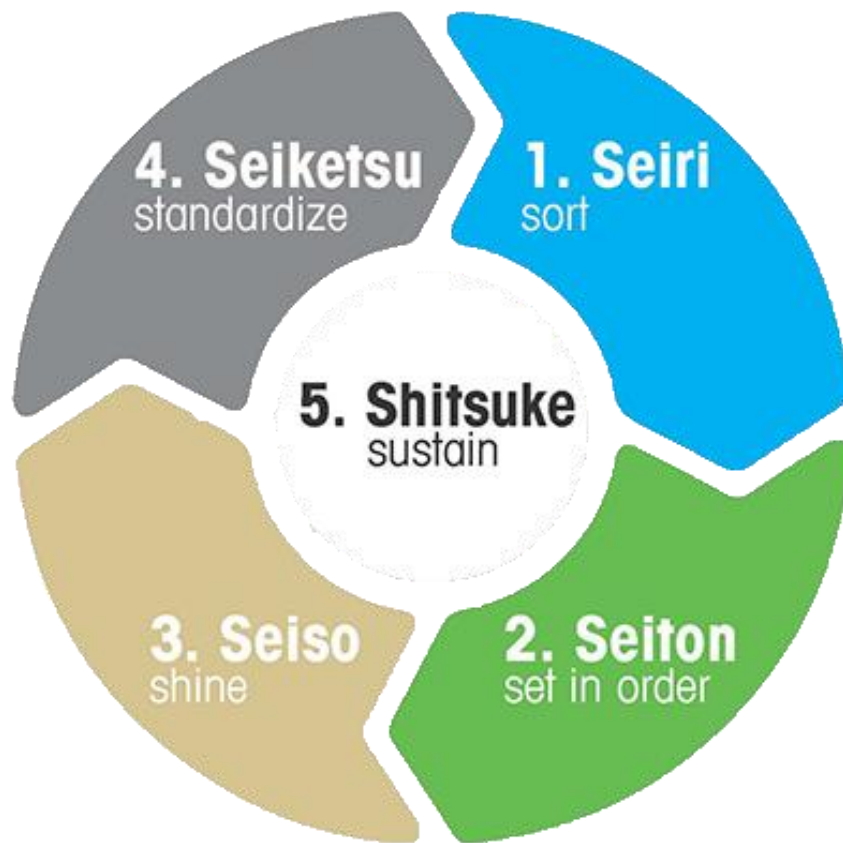 1. Seiri
sort
2. Seiton
set in order
3. Seiso
shine
4. Seiketsu
standardize
5. Shitsuke
sustain